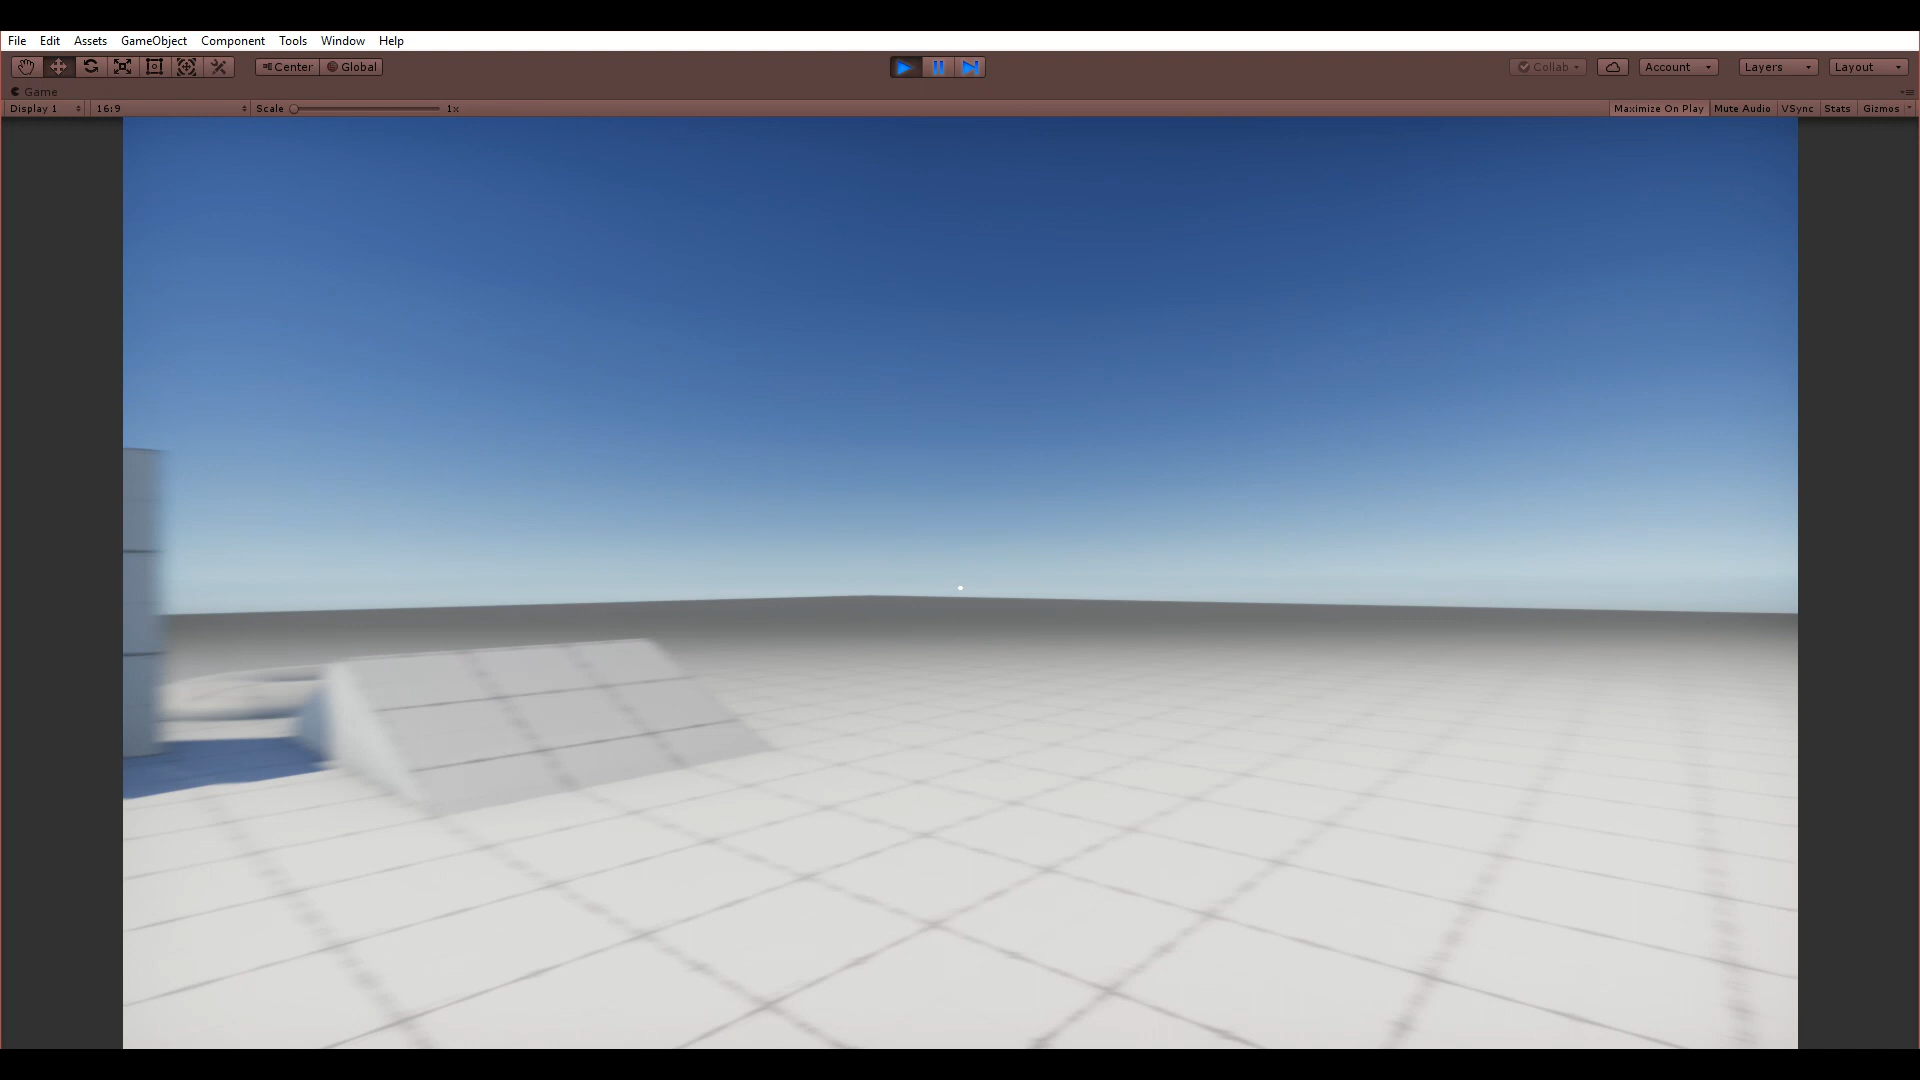 File Edit Assets GameObject Component Tools Window Help
Center Global Collab Account Layers Layout
Game
Display 1 16:9 Scale 1x Maximize On Play Mute Audio VSync Stats Gizmos